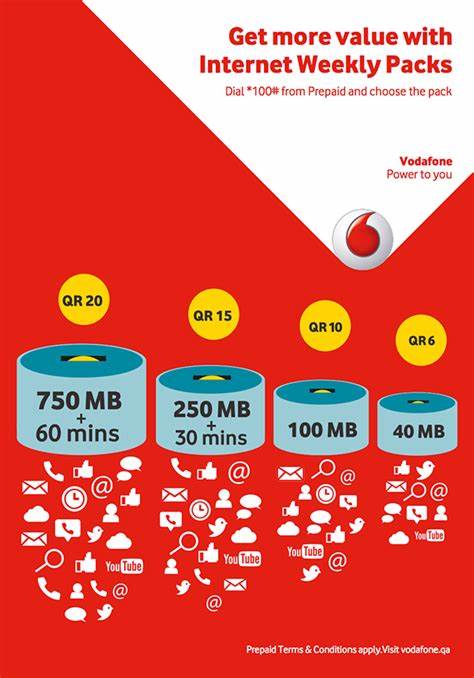 Get more value with
Internet Weekly Packs
Dial *100# from Prepaid and choose the pack
Vodafone
Power to you
QR 20
QR 15
QR 10
QR 6
750 MB
+
60 mins
250 MB
+
30 mins
100 MB
40 MB
YouTube
YouTube
YouTube
YouTube
Prepaid Terms & Conditions apply.Visit vodafone.qa